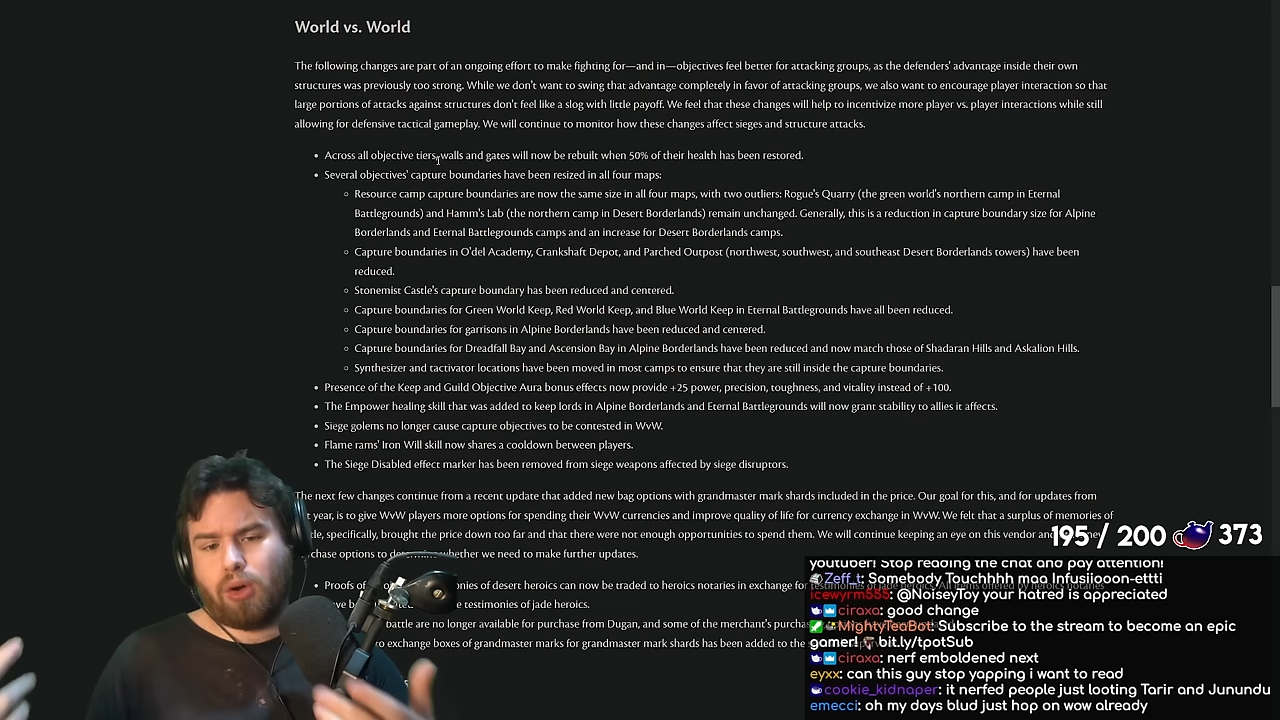 World vs. World
The following changes are part of an ongoing effort to make fighting for—and in—objectives feel better for attacking groups, as the defenders' advantage inside their own
structures was previously too strong. While we don't want to swing that advantage completely in favor of attacking groups, we also want to encourage player interaction so that
large portions of attacks against structures don't feel like a slog with little payoff. We feel that these changes will help to incentivize more player vs. player interactions while still
allowing for defensive tactical gameplay. We will continue to monitor how these changes affect sieges and structure attacks.
• Across all objective tiers, walls and gates will now be rebuilt when 50% of their health has been restored.
• Several objectives' capture boundaries have been resized in all four maps:
Resource camp capture boundaries are now the same size in all four maps, with two outliers: Rogue's Quarry (the green world's northern camp in Eternal
Battlegrounds) and Hamm's Lab (the northern camp in Desert Borderlands) remain unchanged. Generally, this is a reduction in capture boundary size for Alpine
Borderlands and Eternal Battlegrounds camps and an increase for Desert Borderlands camps.
Capture boundaries in O'del Academy, Crankshaft Depot, and Parched Outpost (northwest, southwest, and southeast Desert Borderlands towers) have been
reduced.
Stonemist Castle's capture boundary has been reduced and centered.
Capture boundaries for Green World Keep, Red World Keep, and Blue World Keep in Eternal Battlegrounds have all been reduced.
Capture boundaries for garrisons in Alpine Borderlands have been reduced and centered.
Capture boundaries for Dreadfall Bay and Ascension Bay in Alpine Borderlands have been reduced and now match those of Shadaran Hills and Askalion Hills.
Synthesizer and tactivator locations have been moved in most camps to ensure that they are still inside the capture boundaries.
• Presence of the Keep and Guild Objective Aura bonus effects now provide +25 power, precision, toughness, and vitality instead of +100.
• The Empower healing skill that was added to keep lords in Alpine Borderlands and Eternal Battlegrounds will now grant stability to allies it affects.
• Siege golems no longer cause capture objectives to be contested in WvW.
• Flame rams' Iron Will skill now shares a cooldown between players.
• The Siege Disabled effect marker has been removed from siege weapons affected by siege disruptors.
The next few changes continue from a recent update that added new bag options with grandmaster mark shards included in the price. Our goal for this, and for updates from
year, is to give WvW players more options for spending their WvW currencies and improve quality of life for currency exchange in WvW. We felt that a surplus of memories of
specifically, brought the price down too far and that there were not enough opportunities to spend them. We will continue keeping an eye on this vendor and
purchase options to determine whether we need to make further updates.
• Proofs of testimonies of desert heroics can now be traded to heroics notaries in exchange for
testimonies of jade heroics.
battle are no longer available for purchase from Dugan, and some of the merchant's
to exchange boxes of grandmaster marks for grandmaster mark shards has been added to the
195 / 200 373
youtuber! Stop reading the chat and pay attention!
Zeff_t: Somebody Touchhhh maa Infusiiooon-ettti
icewyrm555: @NoiseyToy your hatred is appreciated
ciraxa: good change
MightyTeaBot: Subscribe to the stream to become an epic
gamer! bit.ly/tpotSub
ciraxa: nerf emboldened next
eyxx: can this guy stop yapping i want to read
cookie_kidnaper: it nerfed people just looting Tarir and Junundu
emecci: oh my days blud just hop on wow already